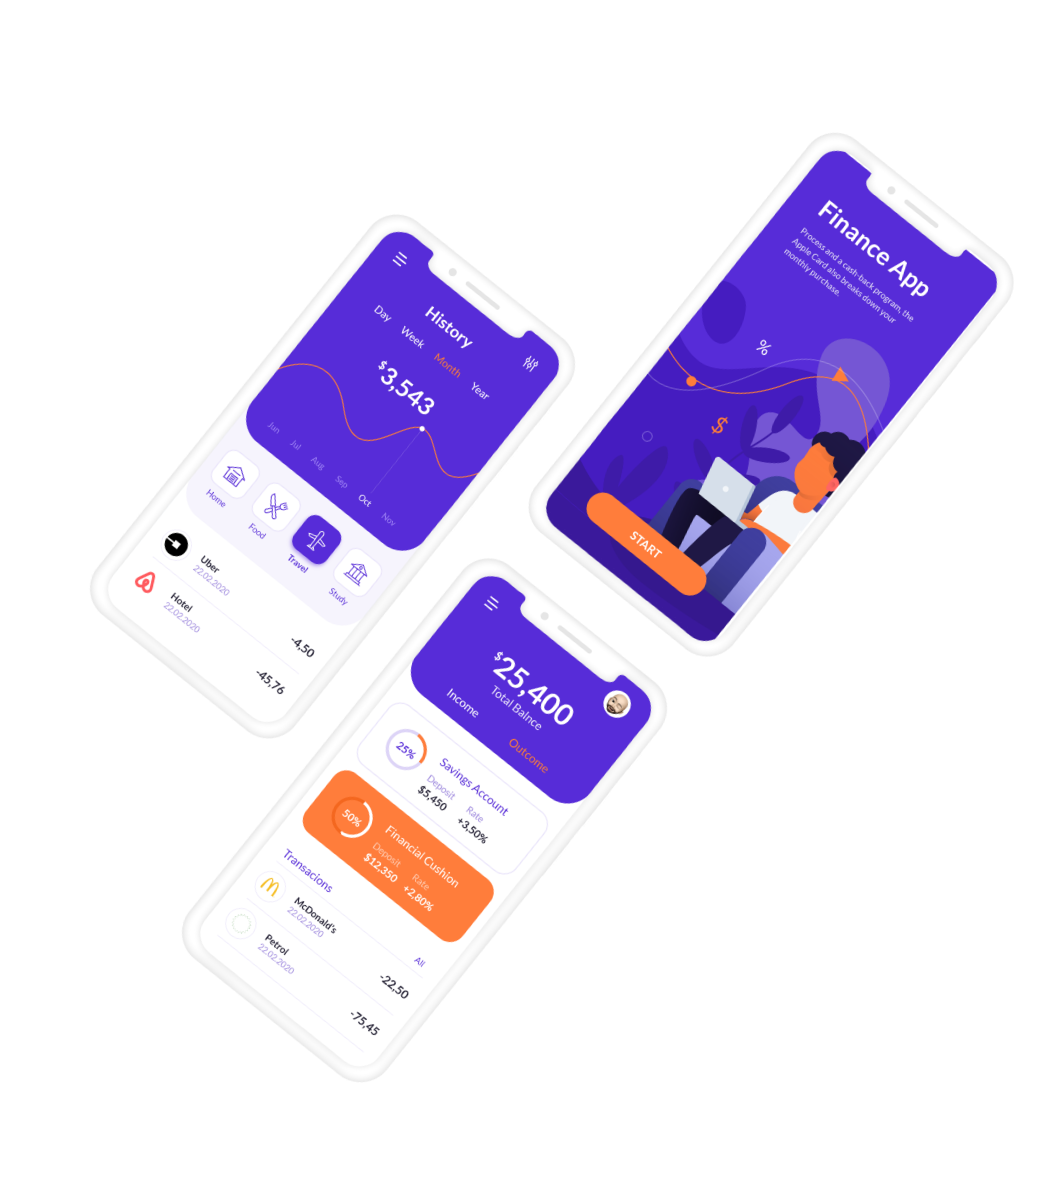 History
Day Week Month Year
$3,543
Jun Jul Aug Sep Oct Nov
Home Food Travel Study
Uber
22.02.2020
-4,50
Hotel
22.02.2020
-45,76
Finance App
Process and a cash-back program, the
Apple Card also breaks down your
monthly purchase.
%
$
START
$25,400
Total Balnce
Income Outcome
25%
Savings Account
Deposit Rate
$5,450 +3,50%
50%
Financial Cushion
Deposit Rate
$12,350 +2,80%
Transacions
All
McDonald's
22.02.2020
-22,50
Petrol
22.02.2020
-75,45